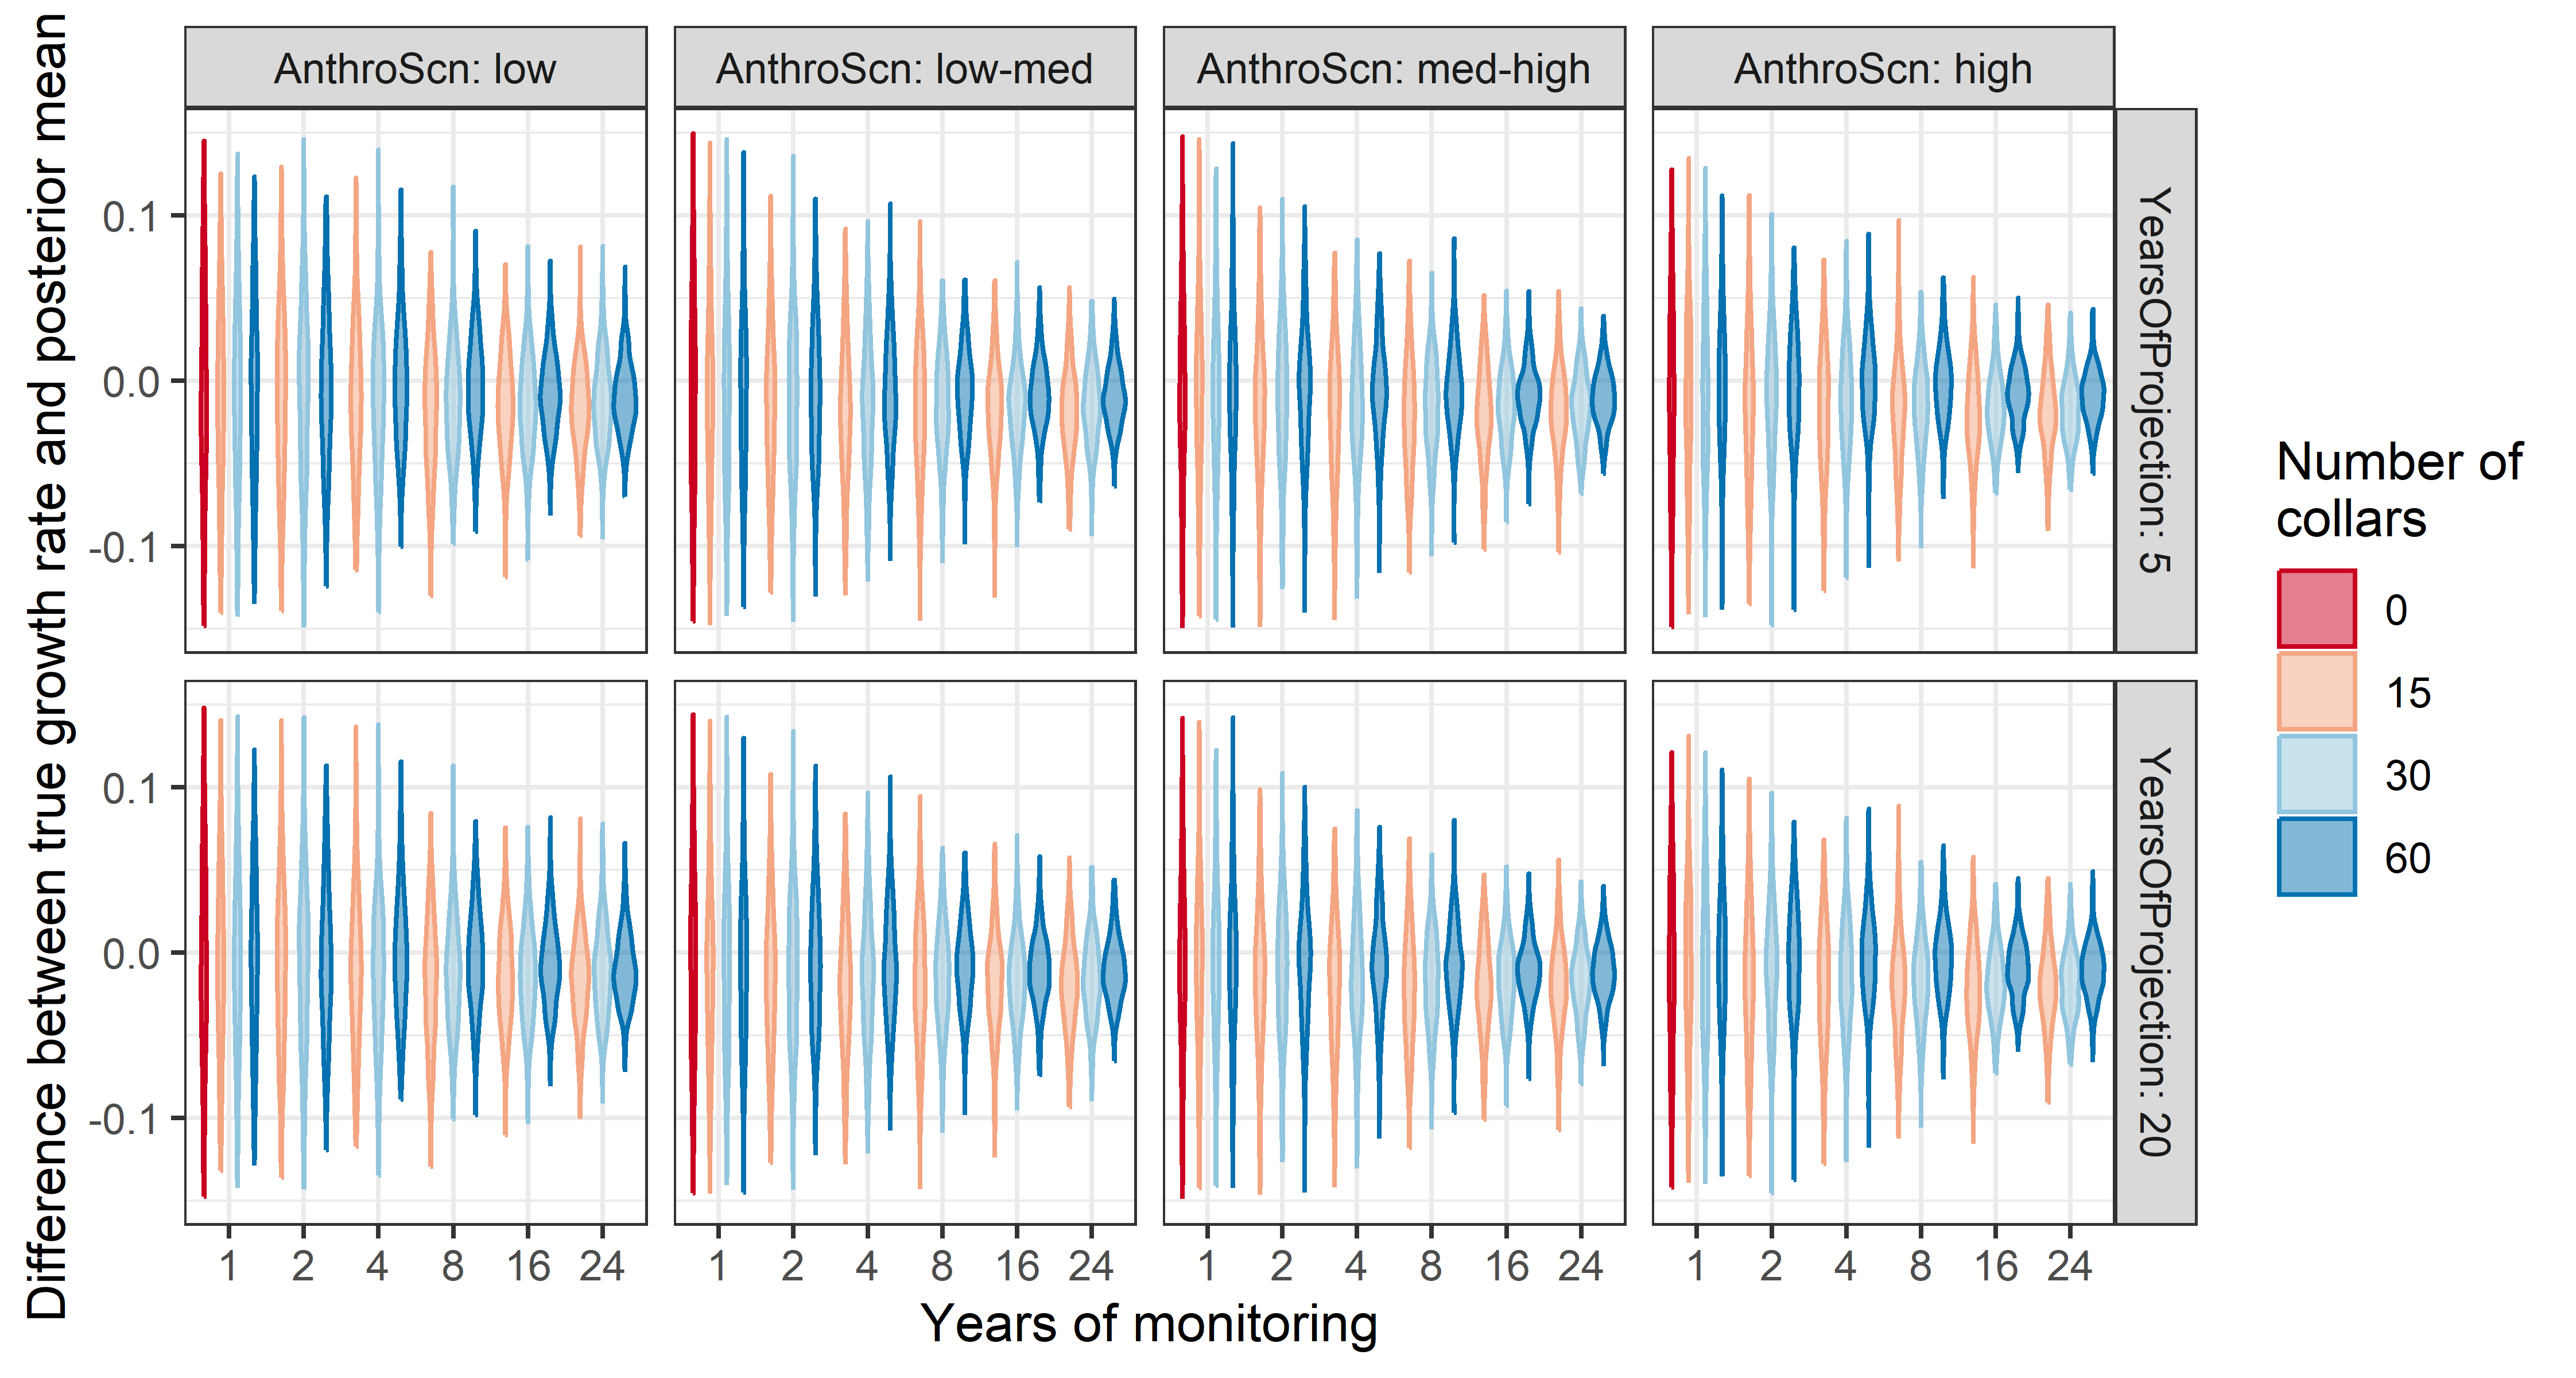 Difference between true growth rate and posterior mean
AnthroScn: low
AnthroScn: low-med
AnthroScn: med-high
AnthroScn: high
0.1
0.0
-0.1
YearsOfProjection: 5
0.1
0.0
-0.1
YearsOfProjection: 20
1 2 4 8 16 24
1 2 4 8 16 24
1 2 4 8 16 24
1 2 4 8 16 24
Years of monitoring
Number of
collars
0
15
30
60